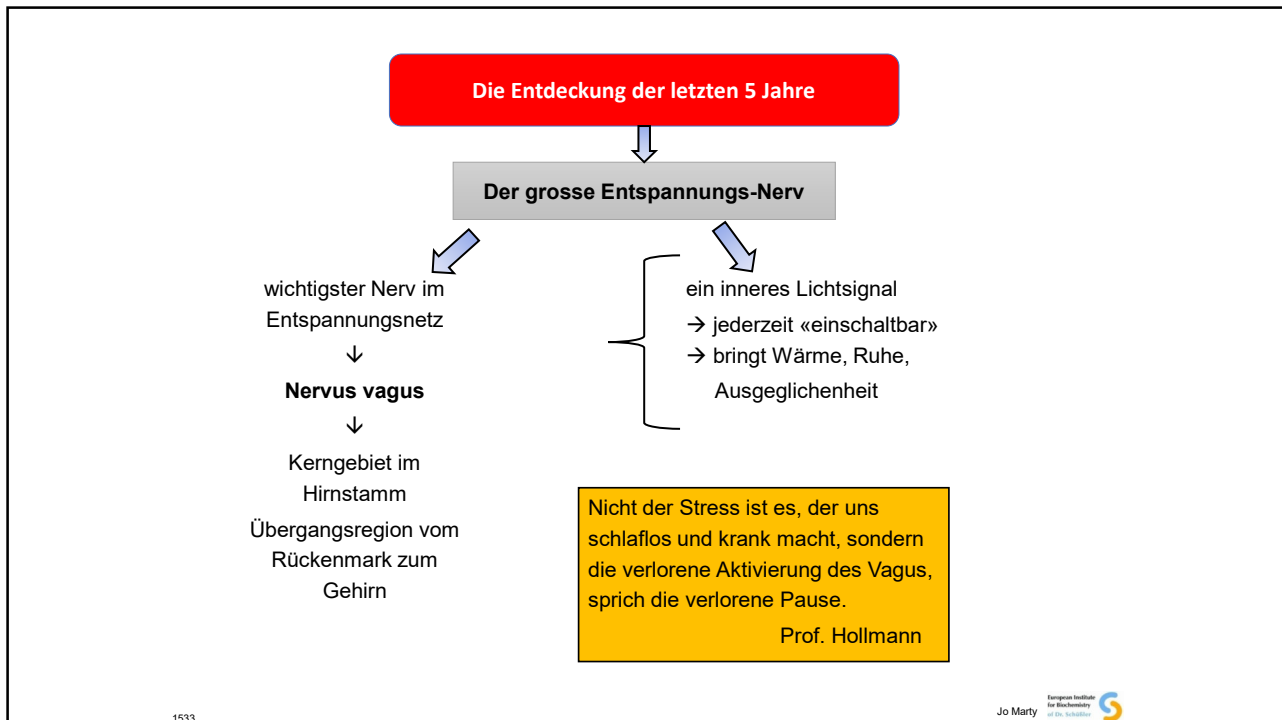 Die Entdeckung der letzten 5 Jahre
Der grosse Entspannungs-Nerv
wichtigster Nerv im
Entspannungsnetz
↓
Nervus vagus
↓
Kerngebiet im
Hirnstamm
Übergangsregion vom
Rückenmark zum
Gehirn
ein inneres Lichtsignal
→ jederzeit «einschaltbar»
→ bringt Wärme, Ruhe,
Ausgeglichenheit
Nicht der Stress ist es, der uns
schlaflos und krank macht, sondern
die verlorene Aktivierung des Vagus,
sprich die verlorene Pause.
Prof. Hollmann
1533
Jo Marty
European Institute
for Biochemistry
of Dr. Schüßler